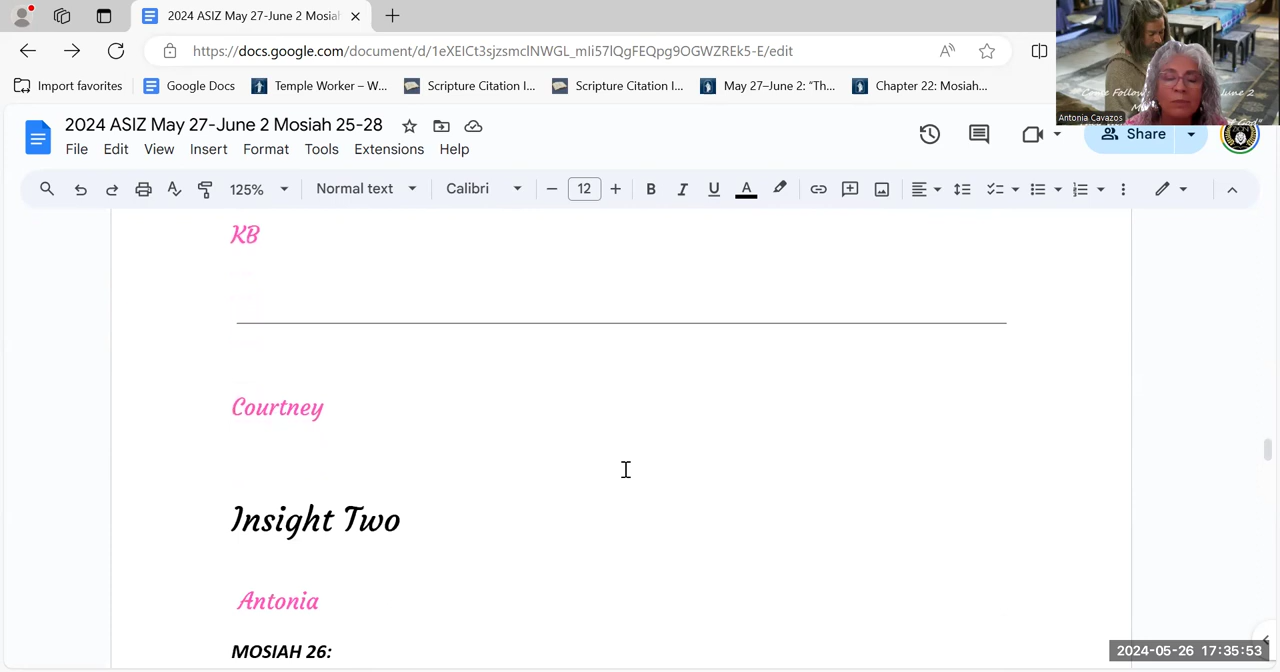 2024 ASIZ May 27-June 2 Mosiah
https://docs.google.com/document/d/1eXEICt3sjzsmclNWGL_mIi57lQgFEQpg9OGWZREk5-E/edit
Import favorites
Google Docs
Temple Worker – W...
Scripture Citation I...
Scripture Citation I...
May 27–June 2: “Th...
Chapter 22: Mosiah...
June 2
Antonia Cavazos
2024 ASIZ May 27-June 2 Mosiah 25-28
File Edit View Insert Format Tools Extensions Help
Share
125% Normal text Calibri 12 B I U A
KB
Courtney
Insight Two
Antonia
MOSIAH 26:
2024-05-26 17:35:53